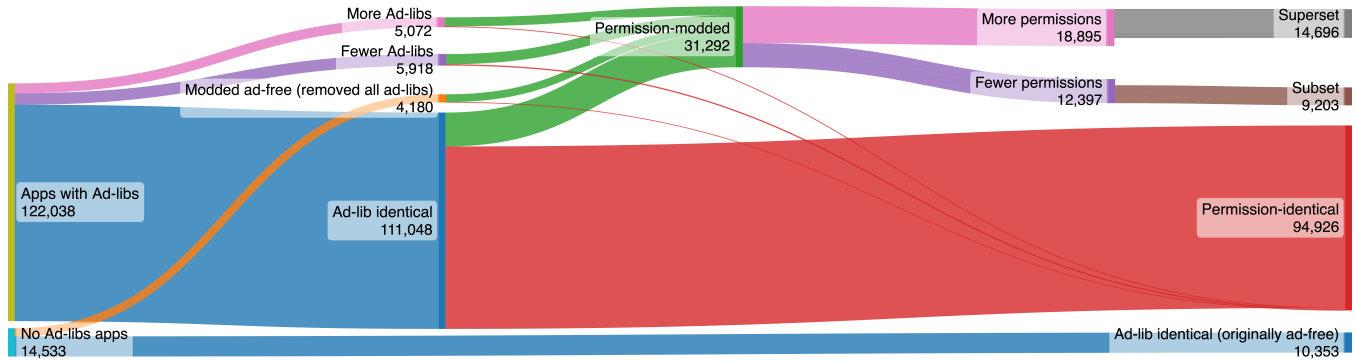 More Ad-libs
5,072
Fewer Ad-libs
5,918
Modded ad-free (removed all ad-libs)
4,180
Permission-modded
31,292
More permissions
18,895
Superset
14,696
Fewer permissions
12,397
Subset
9,203
Apps with Ad-libs
122,038
Ad-lib identical
111,048
Permission-identical
94,926
No Ad-libs apps
14,533
Ad-lib identical (originally ad-free)
10,353